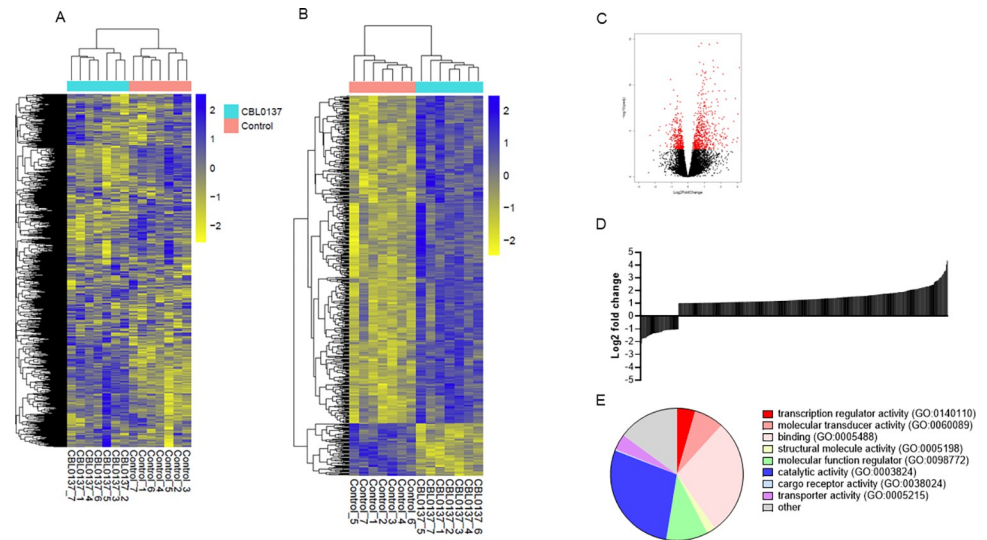 A
CBL0137
Control
2
1
0
−1
−2
CBL0137_7
CBL0137_1
CBL0137_4
CBL0137_6
CBL0137_5
CBL0137_3
CBL0137_2
Control_7
Control_1
Control_6
Control_4
Control_5
Control_2
Control_3
B
2
1
0
−1
−2
Control_5
Control_7
Control_1
Control_2
Control_3
Control_4
Control_6
CBL0137_5
CBL0137_7
CBL0137_1
CBL0137_2
CBL0137_3
CBL0137_4
CBL0137_6
C
Log2FoldChange
D
Log2 fold change
5
4
3
2
1
0
-1
-2
-3
-4
-5
E
transcription regulator activity (GO:0140110)
molecular transducer activity (GO:0060089)
binding (GO:0005488)
structural molecule activity (GO:0005198)
molecular function regulator (GO:0098772)
catalytic activity (GO:0003824)
cargo receptor activity (GO:0038024)
transporter activity (GO:0005215)
other